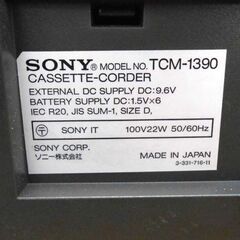 SONY® MODEL NO. TCM-1390
CASSETTE-CORDER
EXTERNAL DC SUPPLY DC:9.6V
BATTERY SUPPLY DC:1.5V×6
IEC R20, JIS SUM-1, SIZE D,
SONY IT 100V22W 50/60Hz
SONY CORP. MADE IN JAPAN
ソニー株式会社 3-331-716-11